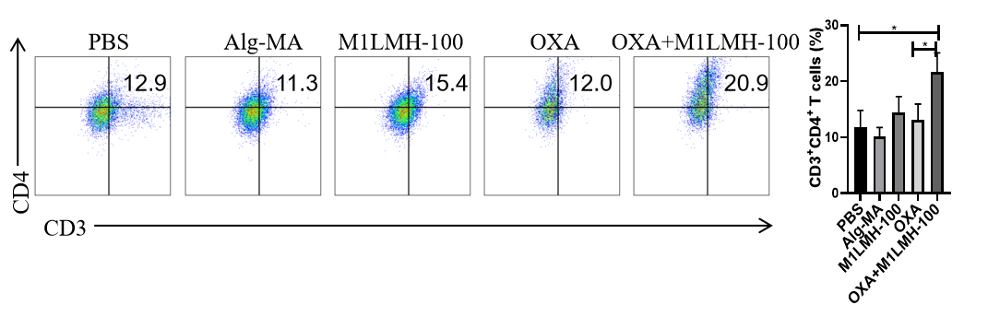 PBS
Alg-MA
M1LMH-100
OXA
OXA+M1LMH-100
12.9
11.3
15.4
12.0
20.9
CD4
CD3
CD3+CD4+ T cells (%)
30
20
10
0
*
*
PBS
Alg-MA
M1LMH-100
OXA
OXA+M1LMH-100